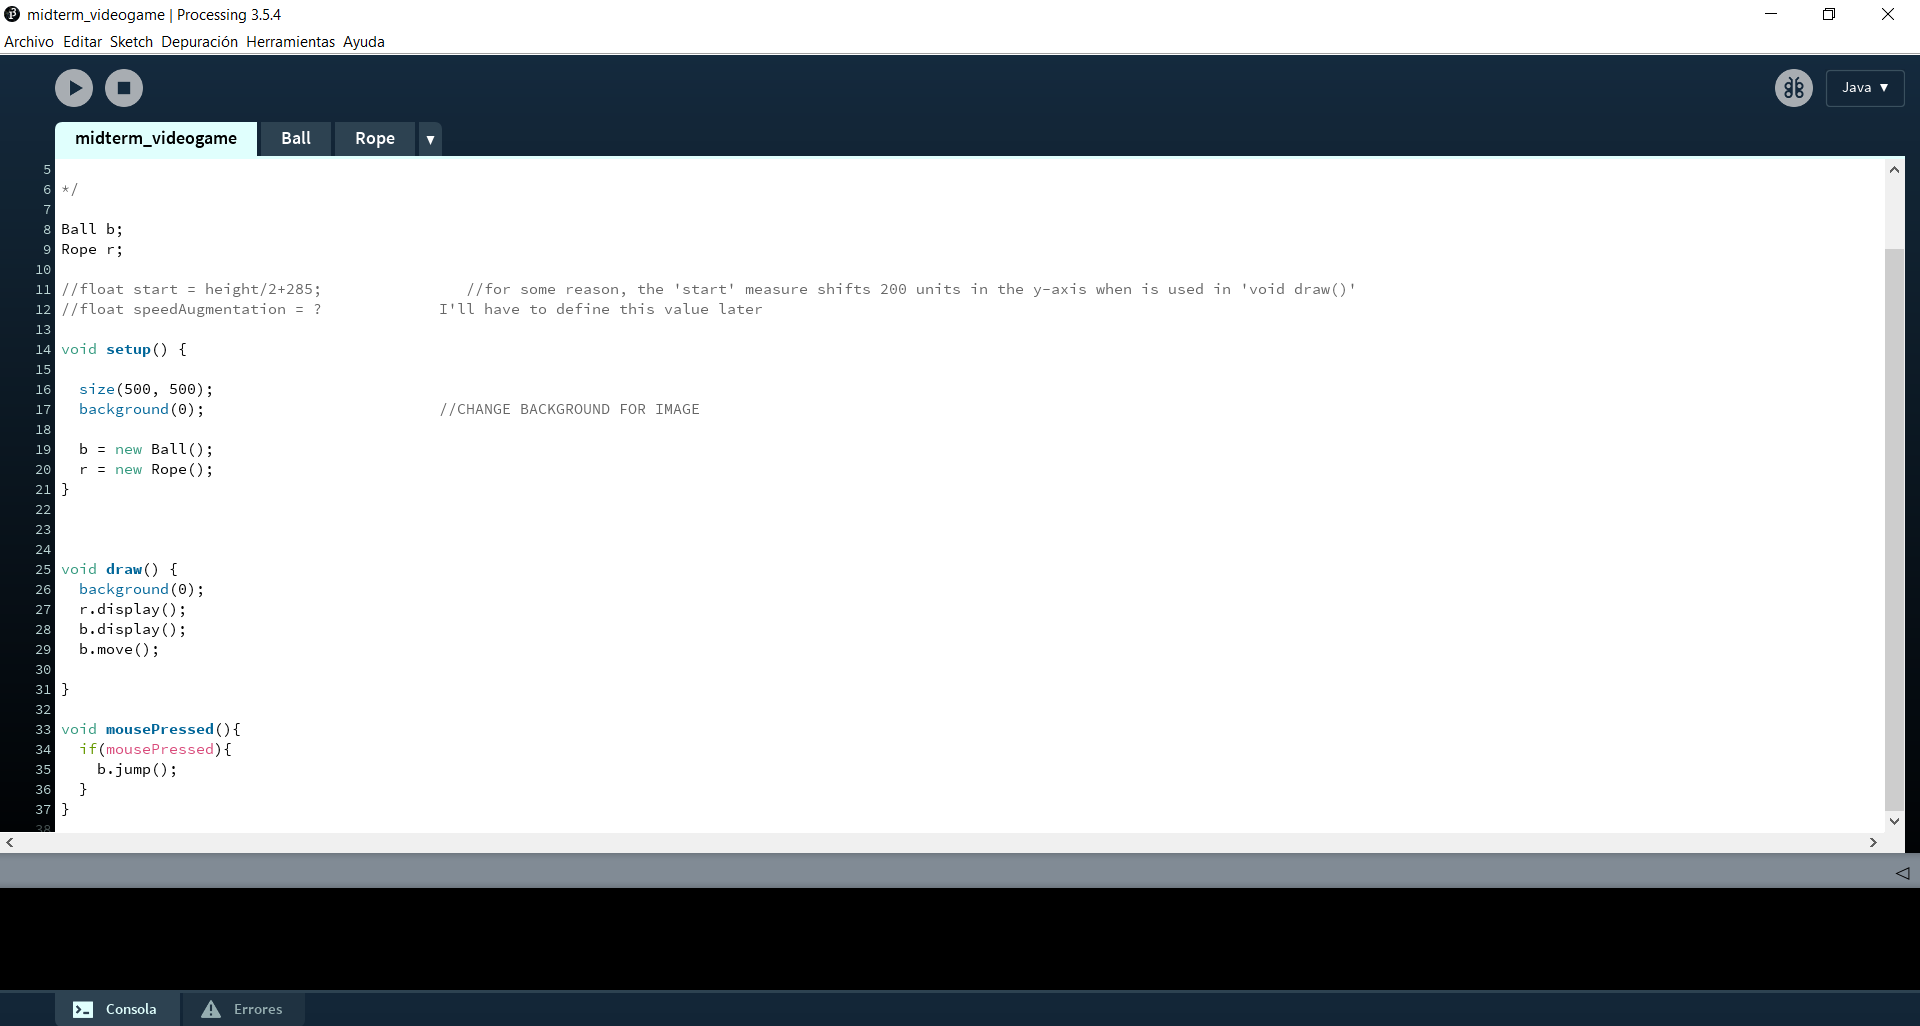 midterm_videogame | Processing 3.5.4
Archivo Editar Sketch Depuración Herramientas Ayuda
Java ▼
midterm_videogame Ball Rope ▼
5
6 */
7
8 Ball b;
9 Rope r;
10
11 //float start = height/2+285; //for some reason, the 'start' measure shifts 200 units in the y-axis when is used in 'void draw()'
12 //float speedAugmentation = ? I'll have to define this value later
13
14 void setup() {
15
16 size(500, 500);
17 background(0); //CHANGE BACKGROUND FOR IMAGE
18
19 b = new Ball();
20 r = new Rope();
21 }
22
23
24
25 void draw() {
26 background(0);
27 r.display();
28 b.display();
29 b.move();
30
31 }
32
33 void mousePressed(){
34 if(mousePressed){
35 b.jump();
36 }
37 }
38
Consola Errores